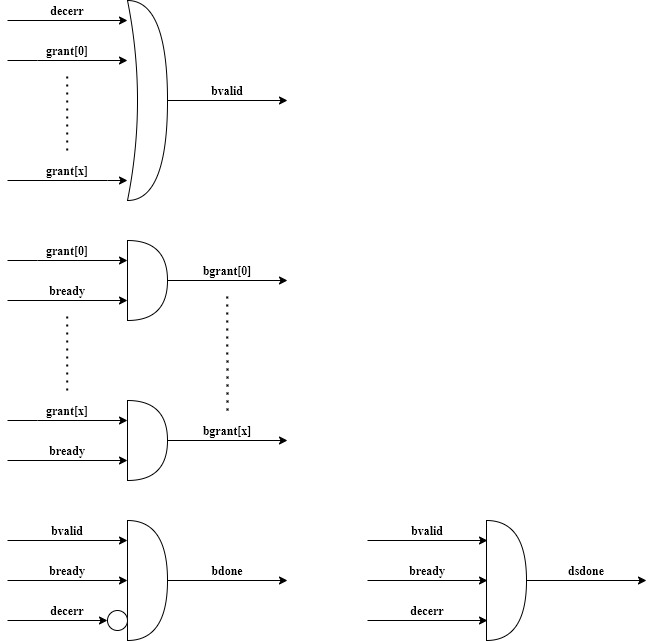 decerr
grant[0]
bvalid
grant[x]
grant[0]
bready
bgrant[0]
grant[x]
bready
bgrant[x]
bvalid
bready
decerr
bdone
bvalid
bready
decerr
dsdone